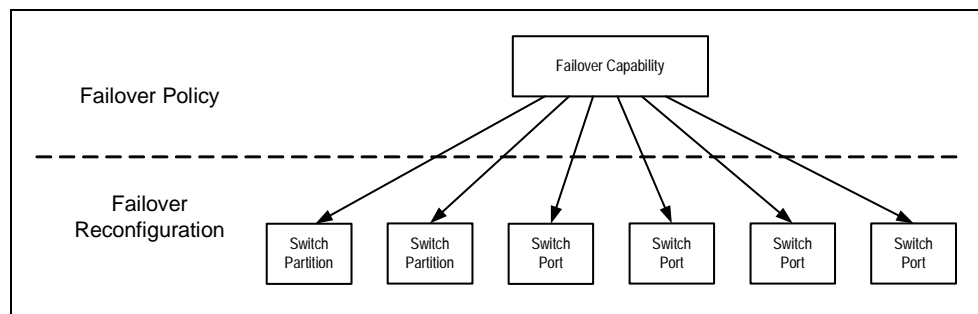 Failover Capability
Failover Policy
Failover
Reconfiguration
Switch
Partition
Switch
Partition
Switch
Port
Switch
Port
Switch
Port
Switch
Port